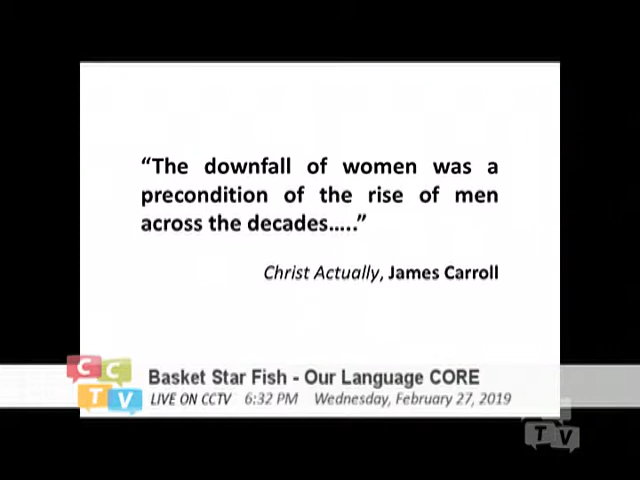 “The downfall of women was a
precondition of the rise of men
across the decades…..”
Christ Actually, James Carroll
CC
TV
Basket Star Fish - Our Language CORE
LIVE ON CCTV 6:32 PM Wednesday, February 27, 2019
TV